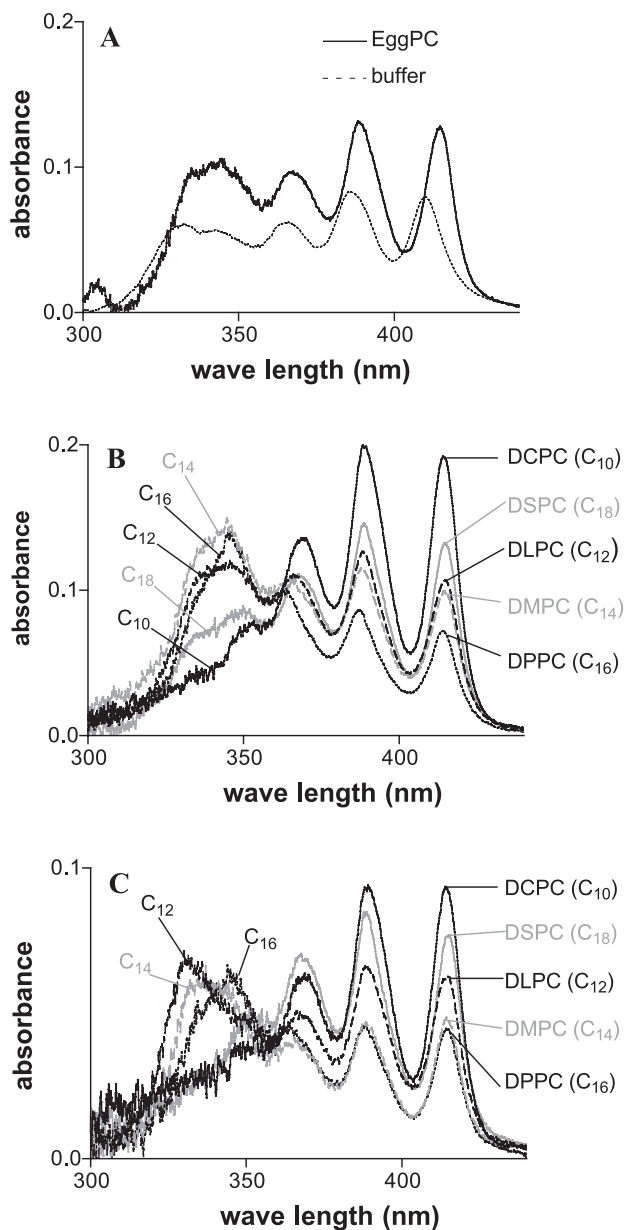 A
EggPC
buffer
0.2
0.1
0.0
absorbance
300
350
400
wave length (nm)
B
0.2
0.1
0.0
absorbance
C14
C16
C12
C18
C10
DCPC (C10)
DSPC (C18)
DLPC (C12)
DMPC (C14)
DPPC (C16)
300
350
400
wave length (nm)
C
0.1
0.0
absorbance
C12
C14
C16
DCPC (C10)
DSPC (C18)
DLPC (C12)
DMPC (C14)
DPPC (C16)
300
350
400
wave length (nm)